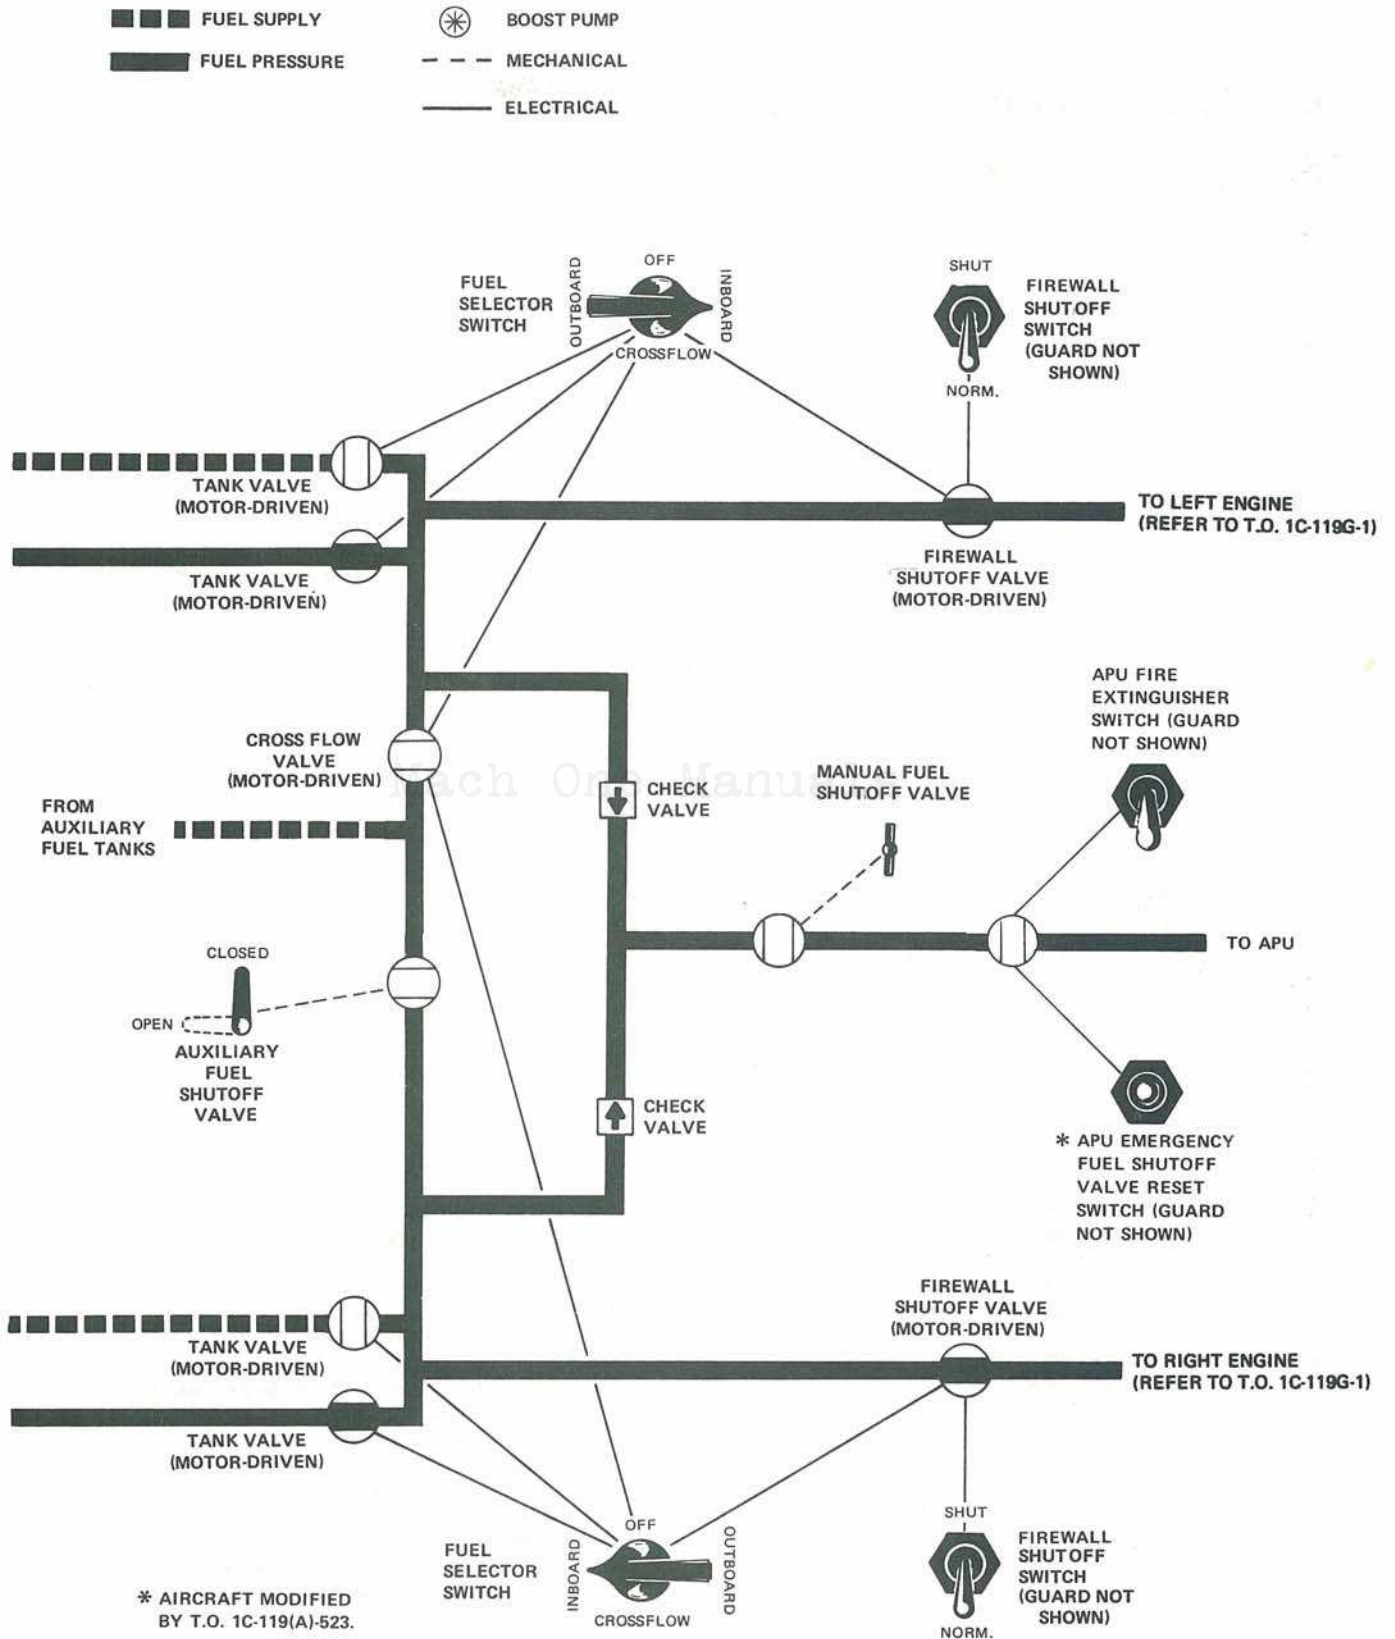 FUEL SUPPLY
BOOST PUMP
FUEL PRESSURE
MECHANICAL
ELECTRICAL
FUEL
SELECTOR
SWITCH
OUTBOARD
OFF
INBOARD
CROSSFLOW
SHUT
NORM.
FIREWALL
SHUTOFF
SWITCH
(GUARD NOT
SHOWN)
TANK VALVE
(MOTOR-DRIVEN)
TO LEFT ENGINE
(REFER TO T.O. 1C-119G-1)
TANK VALVE
(MOTOR-DRIVEN)
FIREWALL
SHUTOFF VALVE
(MOTOR-DRIVEN)
APU FIRE
EXTINGUISHER
SWITCH (GUARD
NOT SHOWN)
CROSS FLOW
VALVE
(MOTOR-DRIVEN)
Mach One Manuals
CHECK
VALVE
MANUAL FUEL
SHUTOFF VALVE
FROM
AUXILIARY
FUEL TANKS
TO APU
CLOSED
OPEN
AUXILIARY
FUEL
SHUTOFF
VALVE
CHECK
VALVE
* APU EMERGENCY
FUEL SHUTOFF
VALVE RESET
SWITCH (GUARD
NOT SHOWN)
FIREWALL
SHUTOFF VALVE
(MOTOR-DRIVEN)
TANK VALVE
(MOTOR-DRIVEN)
TO RIGHT ENGINE
(REFER TO T.O. 1C-119G-1)
TANK VALVE
(MOTOR-DRIVEN)
FUEL
SELECTOR
SWITCH
INBOARD
OFF
OUTBOARD
CROSSFLOW
SHUT
NORM.
FIREWALL
SHUTOFF
SWITCH
(GUARD NOT
SHOWN)
* AIRCRAFT MODIFIED
BY T.O. 1C-119(A)-523.